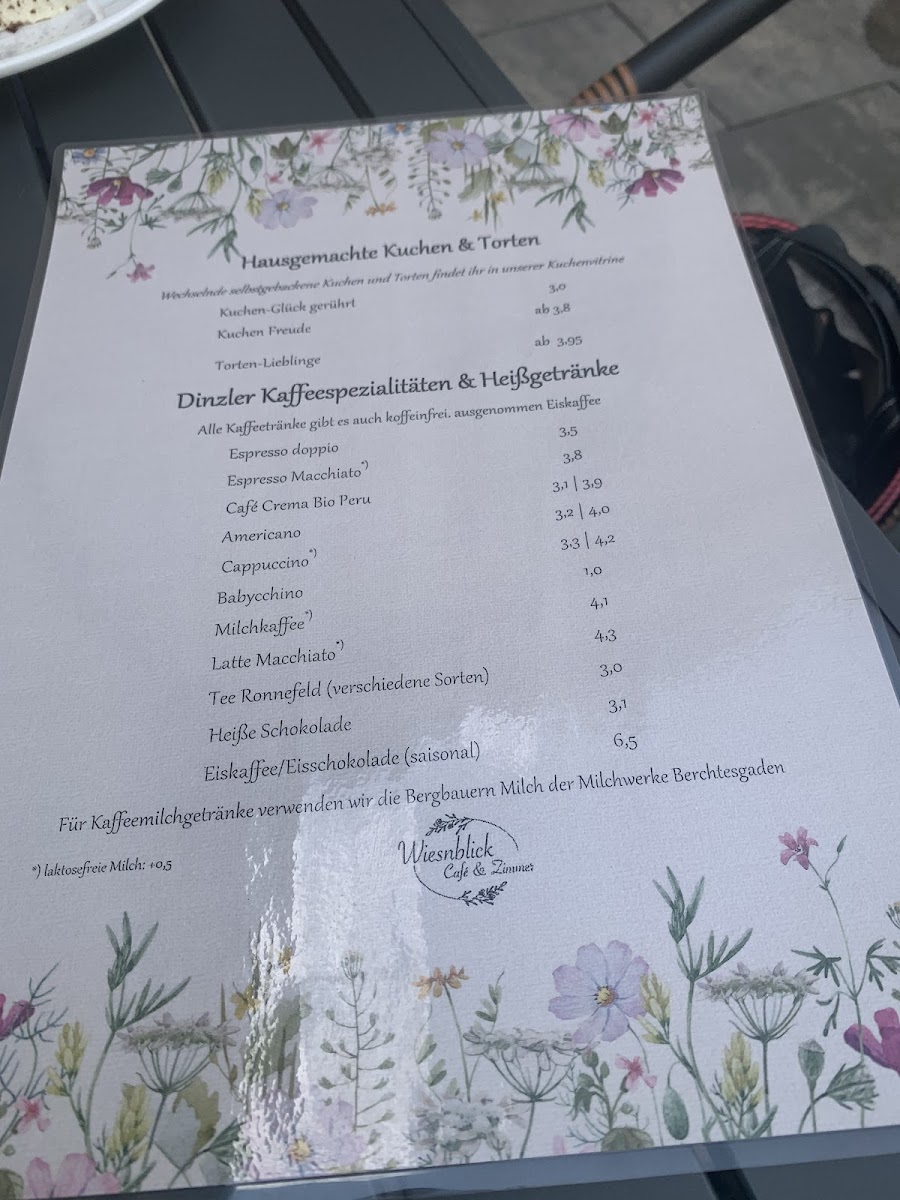 Hausgemachte Kuchen & Torten
Wechselnde selbstgebackene Kuchen und Torten findet ihr in unserer Kuchenvitrine
Kuchen-Glück gerührt 3,0
Kuchen Freude ab 3,8
Torten-Lieblinge ab 3,95
Dinzler Kaffeespezialitäten & Heißgetränke
Alle Kaffeetränke gibt es auch koffeinfrei. ausgenommen Eiskaffee
Espresso doppio 3,5
Espresso Macchiato*) 3,8
Café Crema Bio Peru 3,1 | 3,9
Americano 3,2 | 4,0
Cappuccino*) 3,3 | 4,2
Babycchino 1,0
Milchkaffee*) 4,1
Latte Macchiato*) 4,3
Tee Ronnefeld (verschiedene Sorten) 3,0
Heiße Schokolade 3,1
Eiskaffee/Eisschokolade (saisonal) 6,5
Für Kaffeemilchgetränke verwenden wir die Bergbauern Milch der Milchwerke Berchtesgaden
*) laktosefreie Milch: +0,5
Wiesnblick
Café & Zimmer